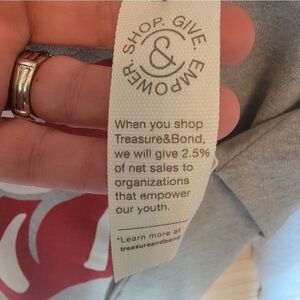 SHOP. GIVE. EMPOWER.
&
When you shop
Treasure&Bond,
we will give 2.5%
of net sales to
organizations
that empower
our youth.
*Learn more at
treasureandbond